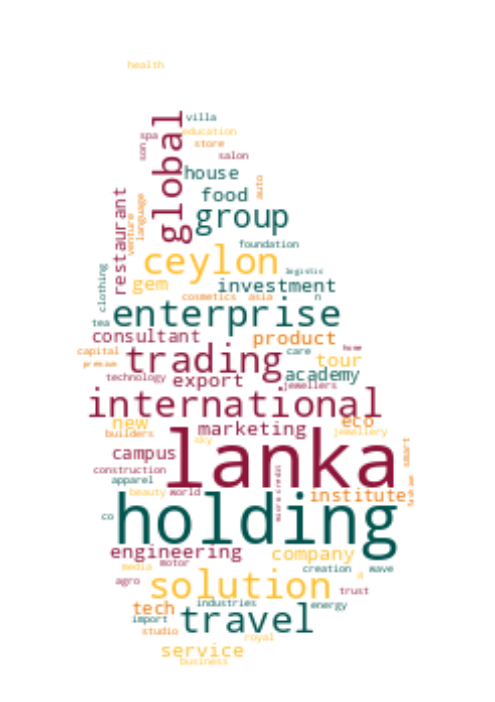 health
villa
global
spa
education
son
store
salon
house
auto
restaurant
food
venture
language
group
foundation
ceylon
logistic
clothing
gem
investment
cosmetics asia n
tea
enterprise
consultant
product
home
capital
trading
care
premium
tour
technology
export
academy
jewellers
international
new
eco
builders
marketing
jewellery
sky
smart
campus
lanka
construction
micro credit
apparel
beauty
world
institute
co
holding
engineering
company
motor
media
creation
wave
agro
solution
trust
tech
industries
energy
import
travel
studio
royal
service
business